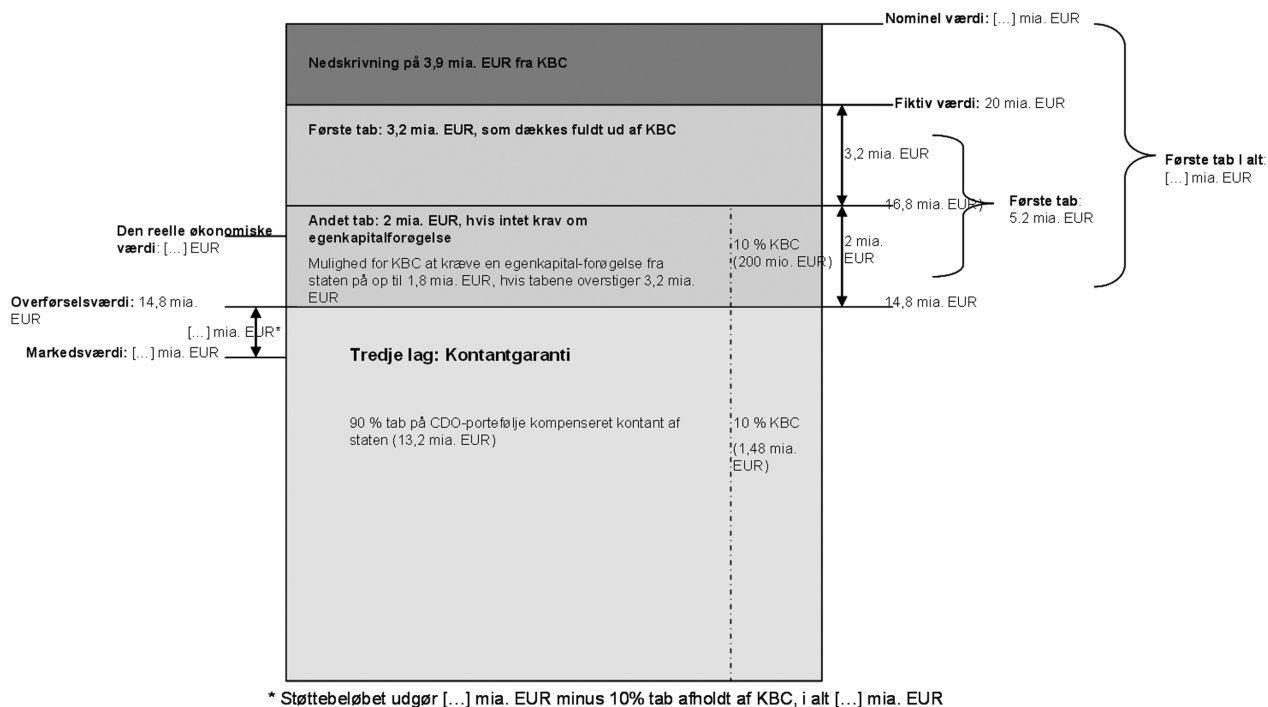 Nominel værdi: [...] mia. EUR
Nedskrivning på 3,9 mia. EUR fra KBC
Fiktiv værdi: 20 mia. EUR
Første tab: 3,2 mia. EUR, som dækkes fuldt ud af KBC
3,2 mia. EUR
Første tab I alt:
[...] mia. EUR
16,8 mia. EUR)
Første tab:
5.2 mia. EUR
Andet tab: 2 mia. EUR, hvis intet krav om
egenkapitalforøgelse
Mulighed for KBC at kræve en egenkapital-forøgelse fra
staten på op til 1,8 mia. EUR, hvis tabene overstiger 3,2 mia.
EUR
10 % KBC
(200 mio. EUR)
2 mia.
EUR
Den reelle økonomiske
værdi: [...] EUR
Overførselsværdi: 14,8 mia.
EUR
14,8 mia. EUR
[...] mia. EUR*
Markedsværdi: [...] mia. EUR
Tredje lag: Kontantgaranti
90 % tab på CDO-portefølje kompenseret kontant af
staten (13,2 mia. EUR)
10 % KBC
(1,48 mia.
EUR)
* Støttebeløbet udgør [...] mia. EUR minus 10% tab afholdt af KBC, i alt [...] mia. EUR